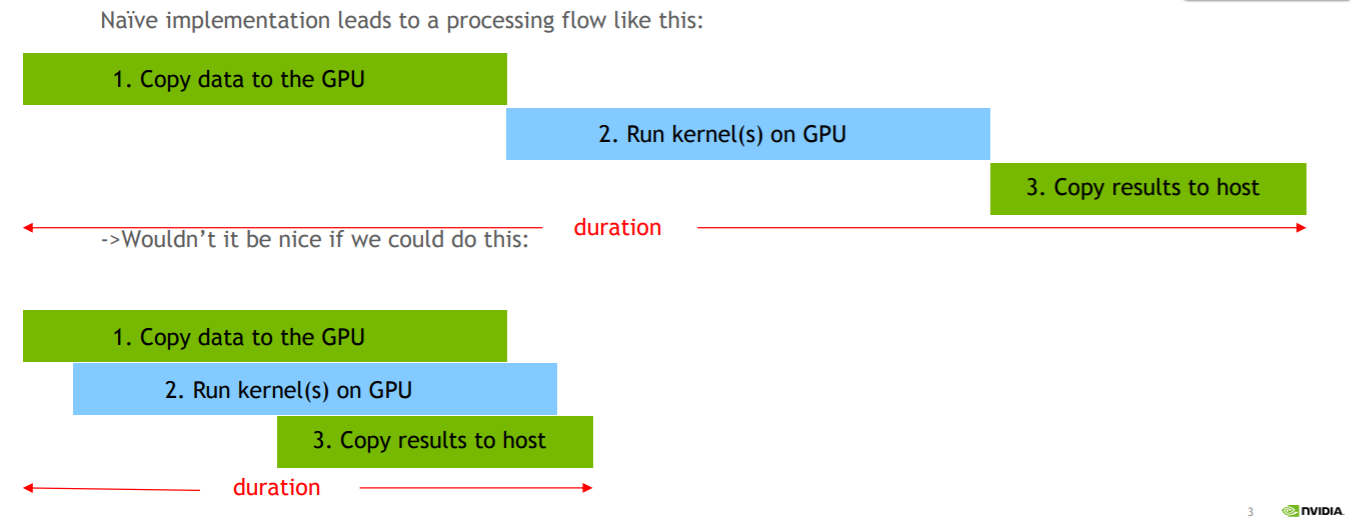 Naïve implementation leads to a processing flow like this:
1. Copy data to the GPU
2. Run kernel(s) on GPU
3. Copy results to host
duration
->Wouldn't it be nice if we could do this:
1. Copy data to the GPU
2. Run kernel(s) on GPU
3. Copy results to host
duration
3 NVIDIA.